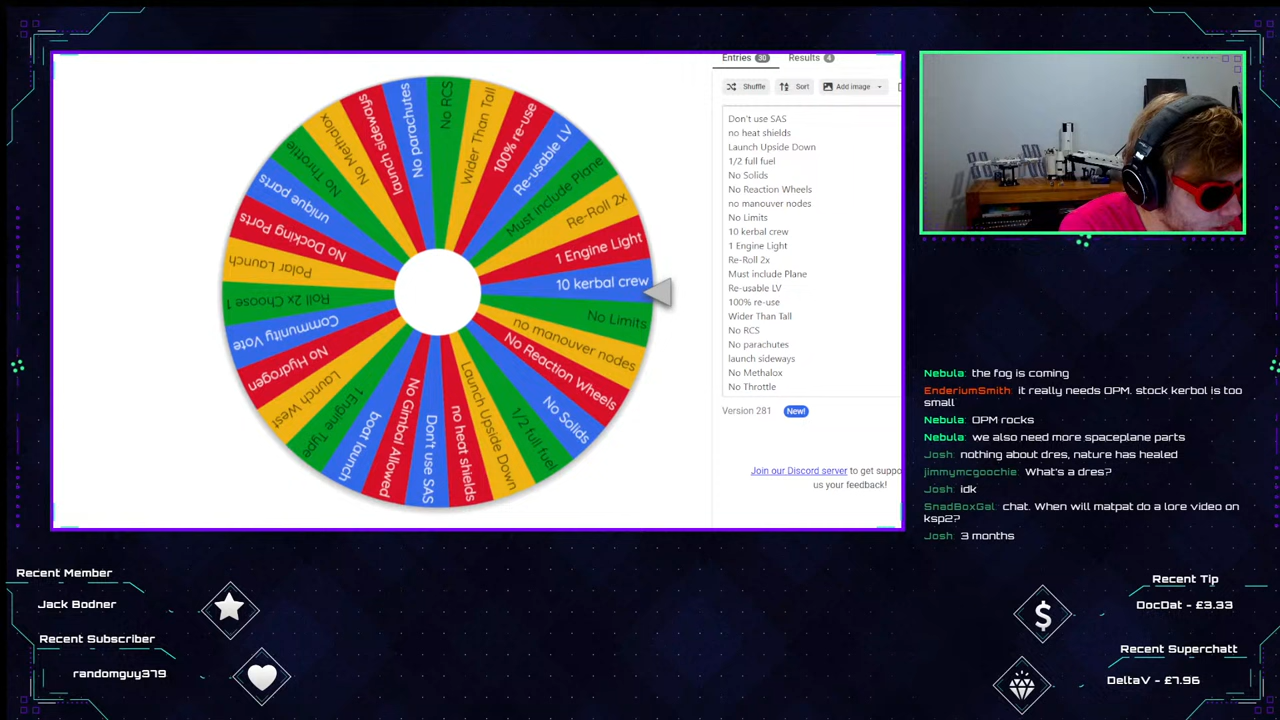 Entries 30 Results 4
Shuffle Sort Add image
Don't use SAS
no heat shields
Launch Upside Down
1/2 full fuel
No Solids
No Reaction Wheels
no manouver nodes
No Limits
10 kerbal crew
1 Engine Light
Re-Roll 2x
Must include Plane
Re-usable LV
100% re-use
Wider Than Tall
No RCS
No parachutes
launch sideways
No Methalox
No Throttle
Version 281 New!
Join our Discord server to get suppo
us your feedback!
No RCS
Wider Than Tall
100% re-use
Re-usable LV
Must include Plane
Re-Roll 2x
1 Engine Light
10 kerbal crew
No Limits
no manouver nodes
No Reaction Wheels
No Solids
1/2 full fuel
Launch Upside Down
no heat shields
Don't use SAS
No Gimbal Allowed
boat launch
1 Engine Type
Launch West
No Hydrogen
Community Vote
Roll 2x Choose 1
Polar Launch
No Docking Ports
unique parts
No Throttle
No Methalox
launch sideways
No parachutes
Nebula: the fog is coming
EnderiumSmith: it really needs OPM. stock kerbol is too
small
Nebula: OPM rocks
Nebula: we also need more spaceplane parts
Josh: nothing about dres, nature has healed
jimmymcgoochie: What's a dres?
Josh: idk
SnadBoxGal: chat. When will matpat do a lore video on
ksp2?
Josh: 3 months
Recent Member
Jack Bodner
Recent Subscriber
randomguy379
Recent Tip
DocDat - £3.33
Recent Superchatt
DeltaV - £7.96